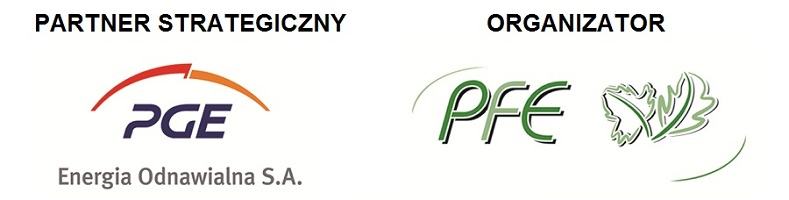 PARTNER STRATEGICZNY
PGE
Energia Odnawialna S.A.
ORGANIZATOR
PFE